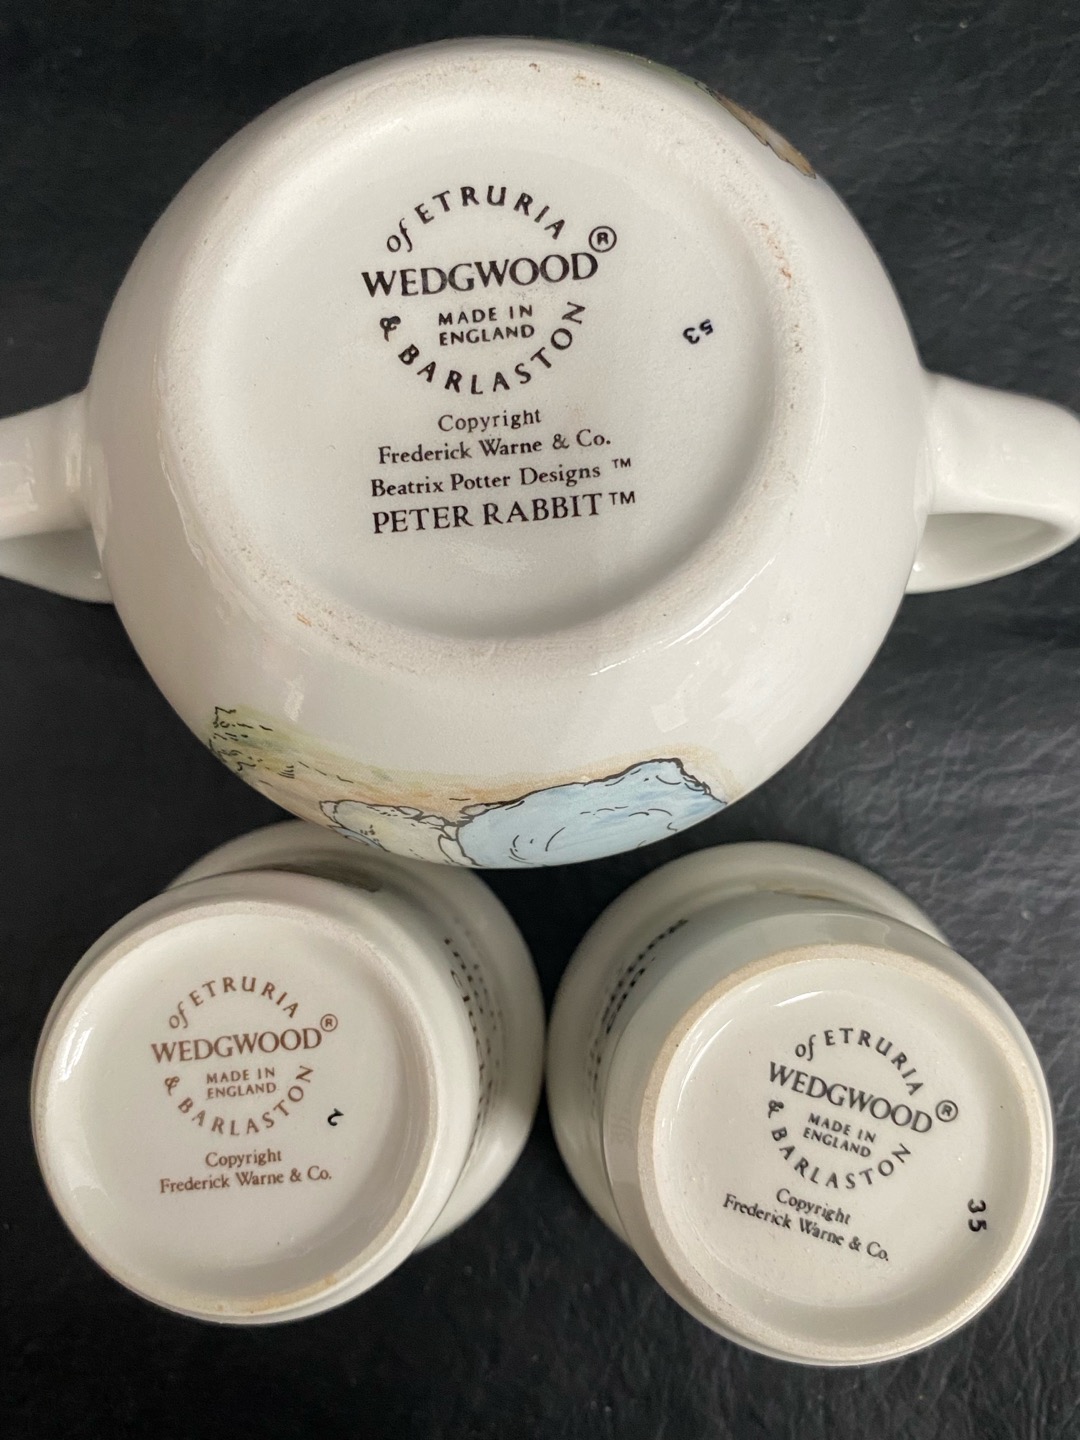 of ETRURIA
WEDGWOOD®
MADE IN
ENGLAND
& BARLASTON
53
Copyright
Frederick Warne & Co.
Beatrix Potter Designs ™
PETER RABBIT™
of ETRURIA
WEDGWOOD®
MADE IN
ENGLAND
& BARLASTON
2
Copyright
Frederick Warne & Co.
of ETRURIA
WEDGWOOD®
MADE IN
ENGLAND
& BARLASTON
35
Copyright
Frederick Warne & Co.